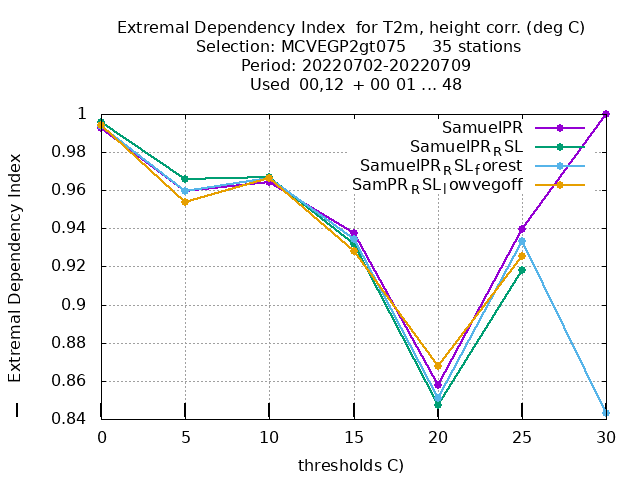 Extremal Dependency Index  for T2m, height corr. (deg C)
Selection: MCVEGP2gt075     35 stations
Period: 20220702-20220709
Used  00,12  + 00 01 ... 48
SamuelPR
SamuelPR_RSL
SamuelPR_RSL_forest
SamPR_RSL_lowvegoff
1
0.98
0.96
0.94
0.92
0.9
0.88
0.86
0.84
Extremal Dependency Index
0 5 10 15 20 25 30
thresholds C)